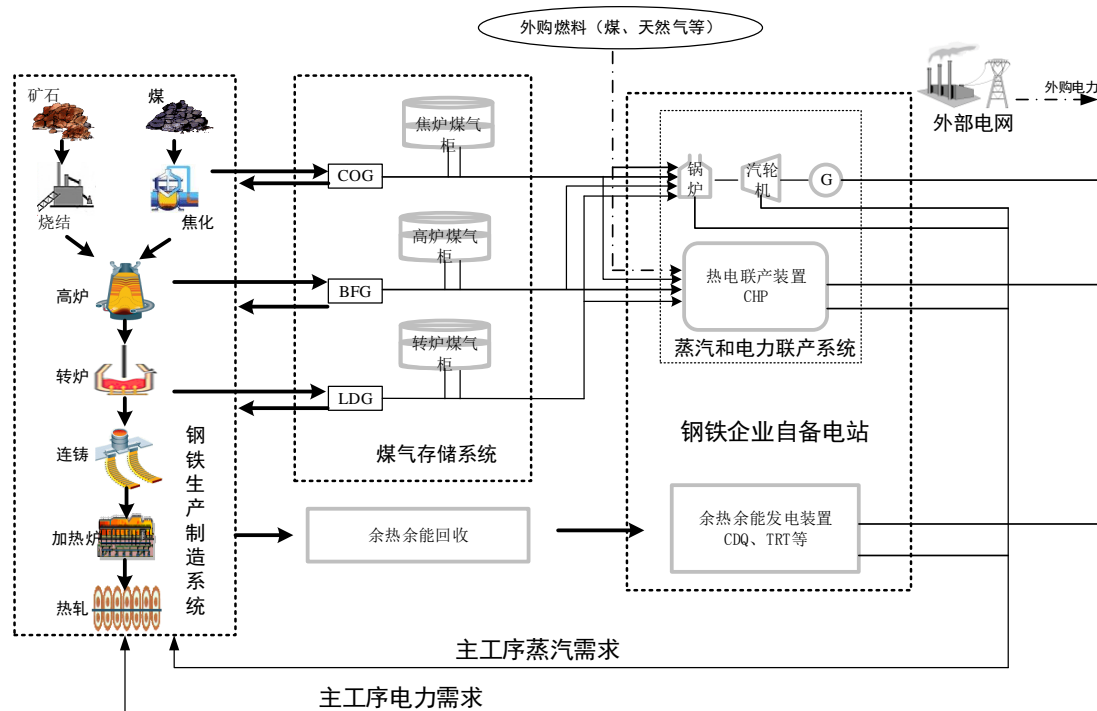 外购燃料（煤、天然气等）
矿石
煤
烧结
焦化
高炉
转炉
连铸
加热炉
热轧
钢铁生产制造系统
COG
BFG
LDG
焦炉煤气
柜
高炉煤气
柜
转炉煤气
柜
煤气存储系统
余热余能回收
锅
炉
汽轮
机
G
热电联产装置
CHP
蒸汽和电力联产系统
钢铁企业自备电站
余热余能发电装置
CDQ、TRT等
外部电网
外购电力
主工序蒸汽需求
主工序电力需求